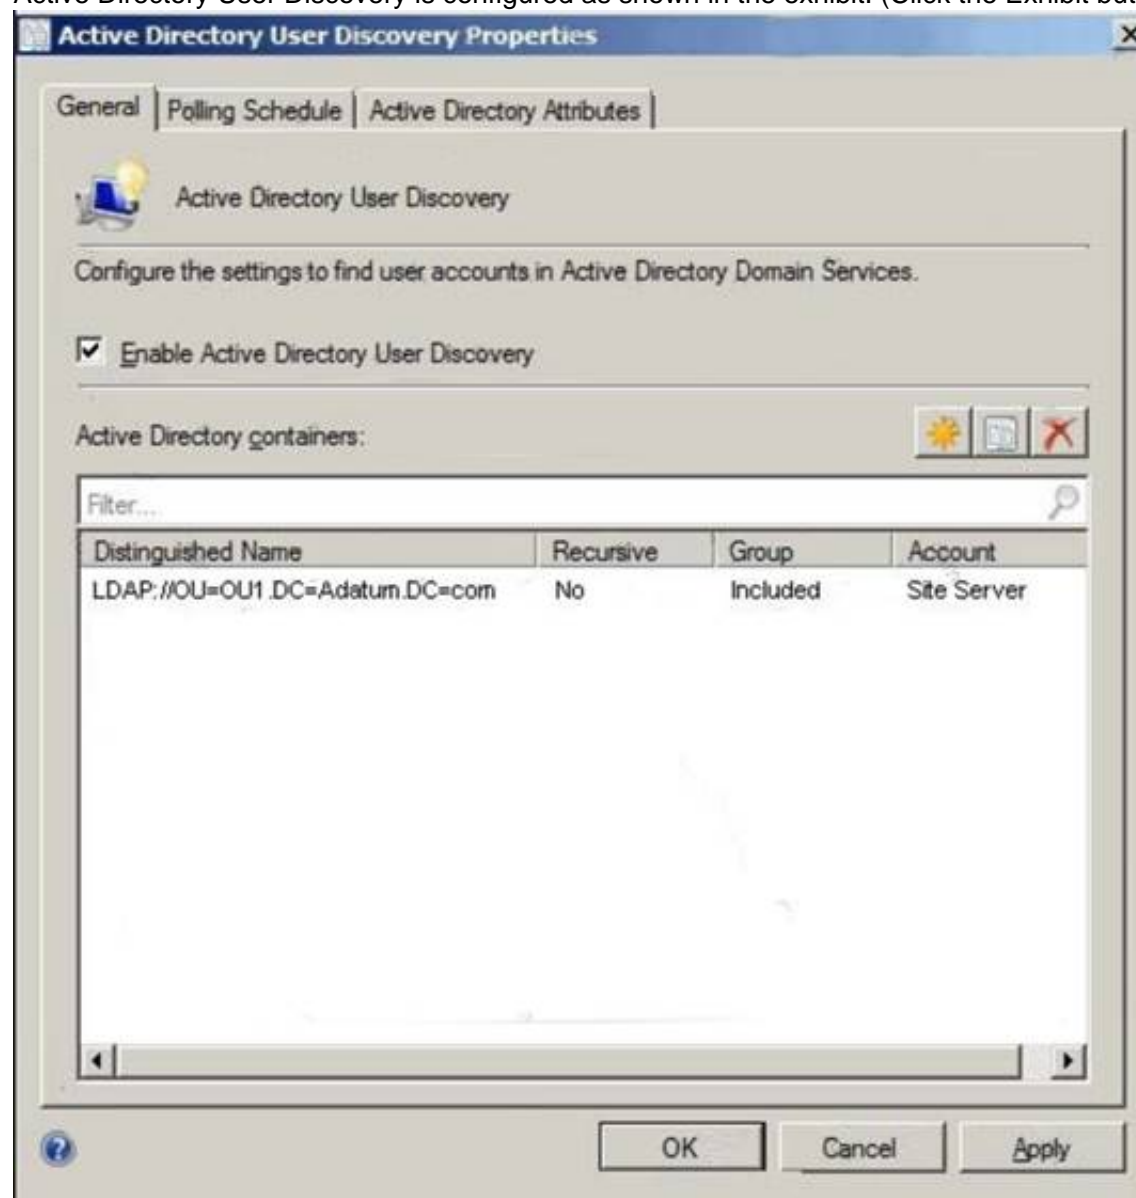 Active Directory User Discovery is configured as shown in the exhibit. (Click the Exhibit but
Active Directory User Discovery Properties
General Polling Schedule Active Directory Attributes
Active Directory User Discovery
Configure the settings to find user accounts in Active Directory Domain Services.
Enable Active Directory User Discovery
Active Directory containers:
Filter...
Distinguished Name Recursive Group Account
LDAP://OU=OU1.DC=Adatum.DC=com No Included Site Server
OK Cancel Apply